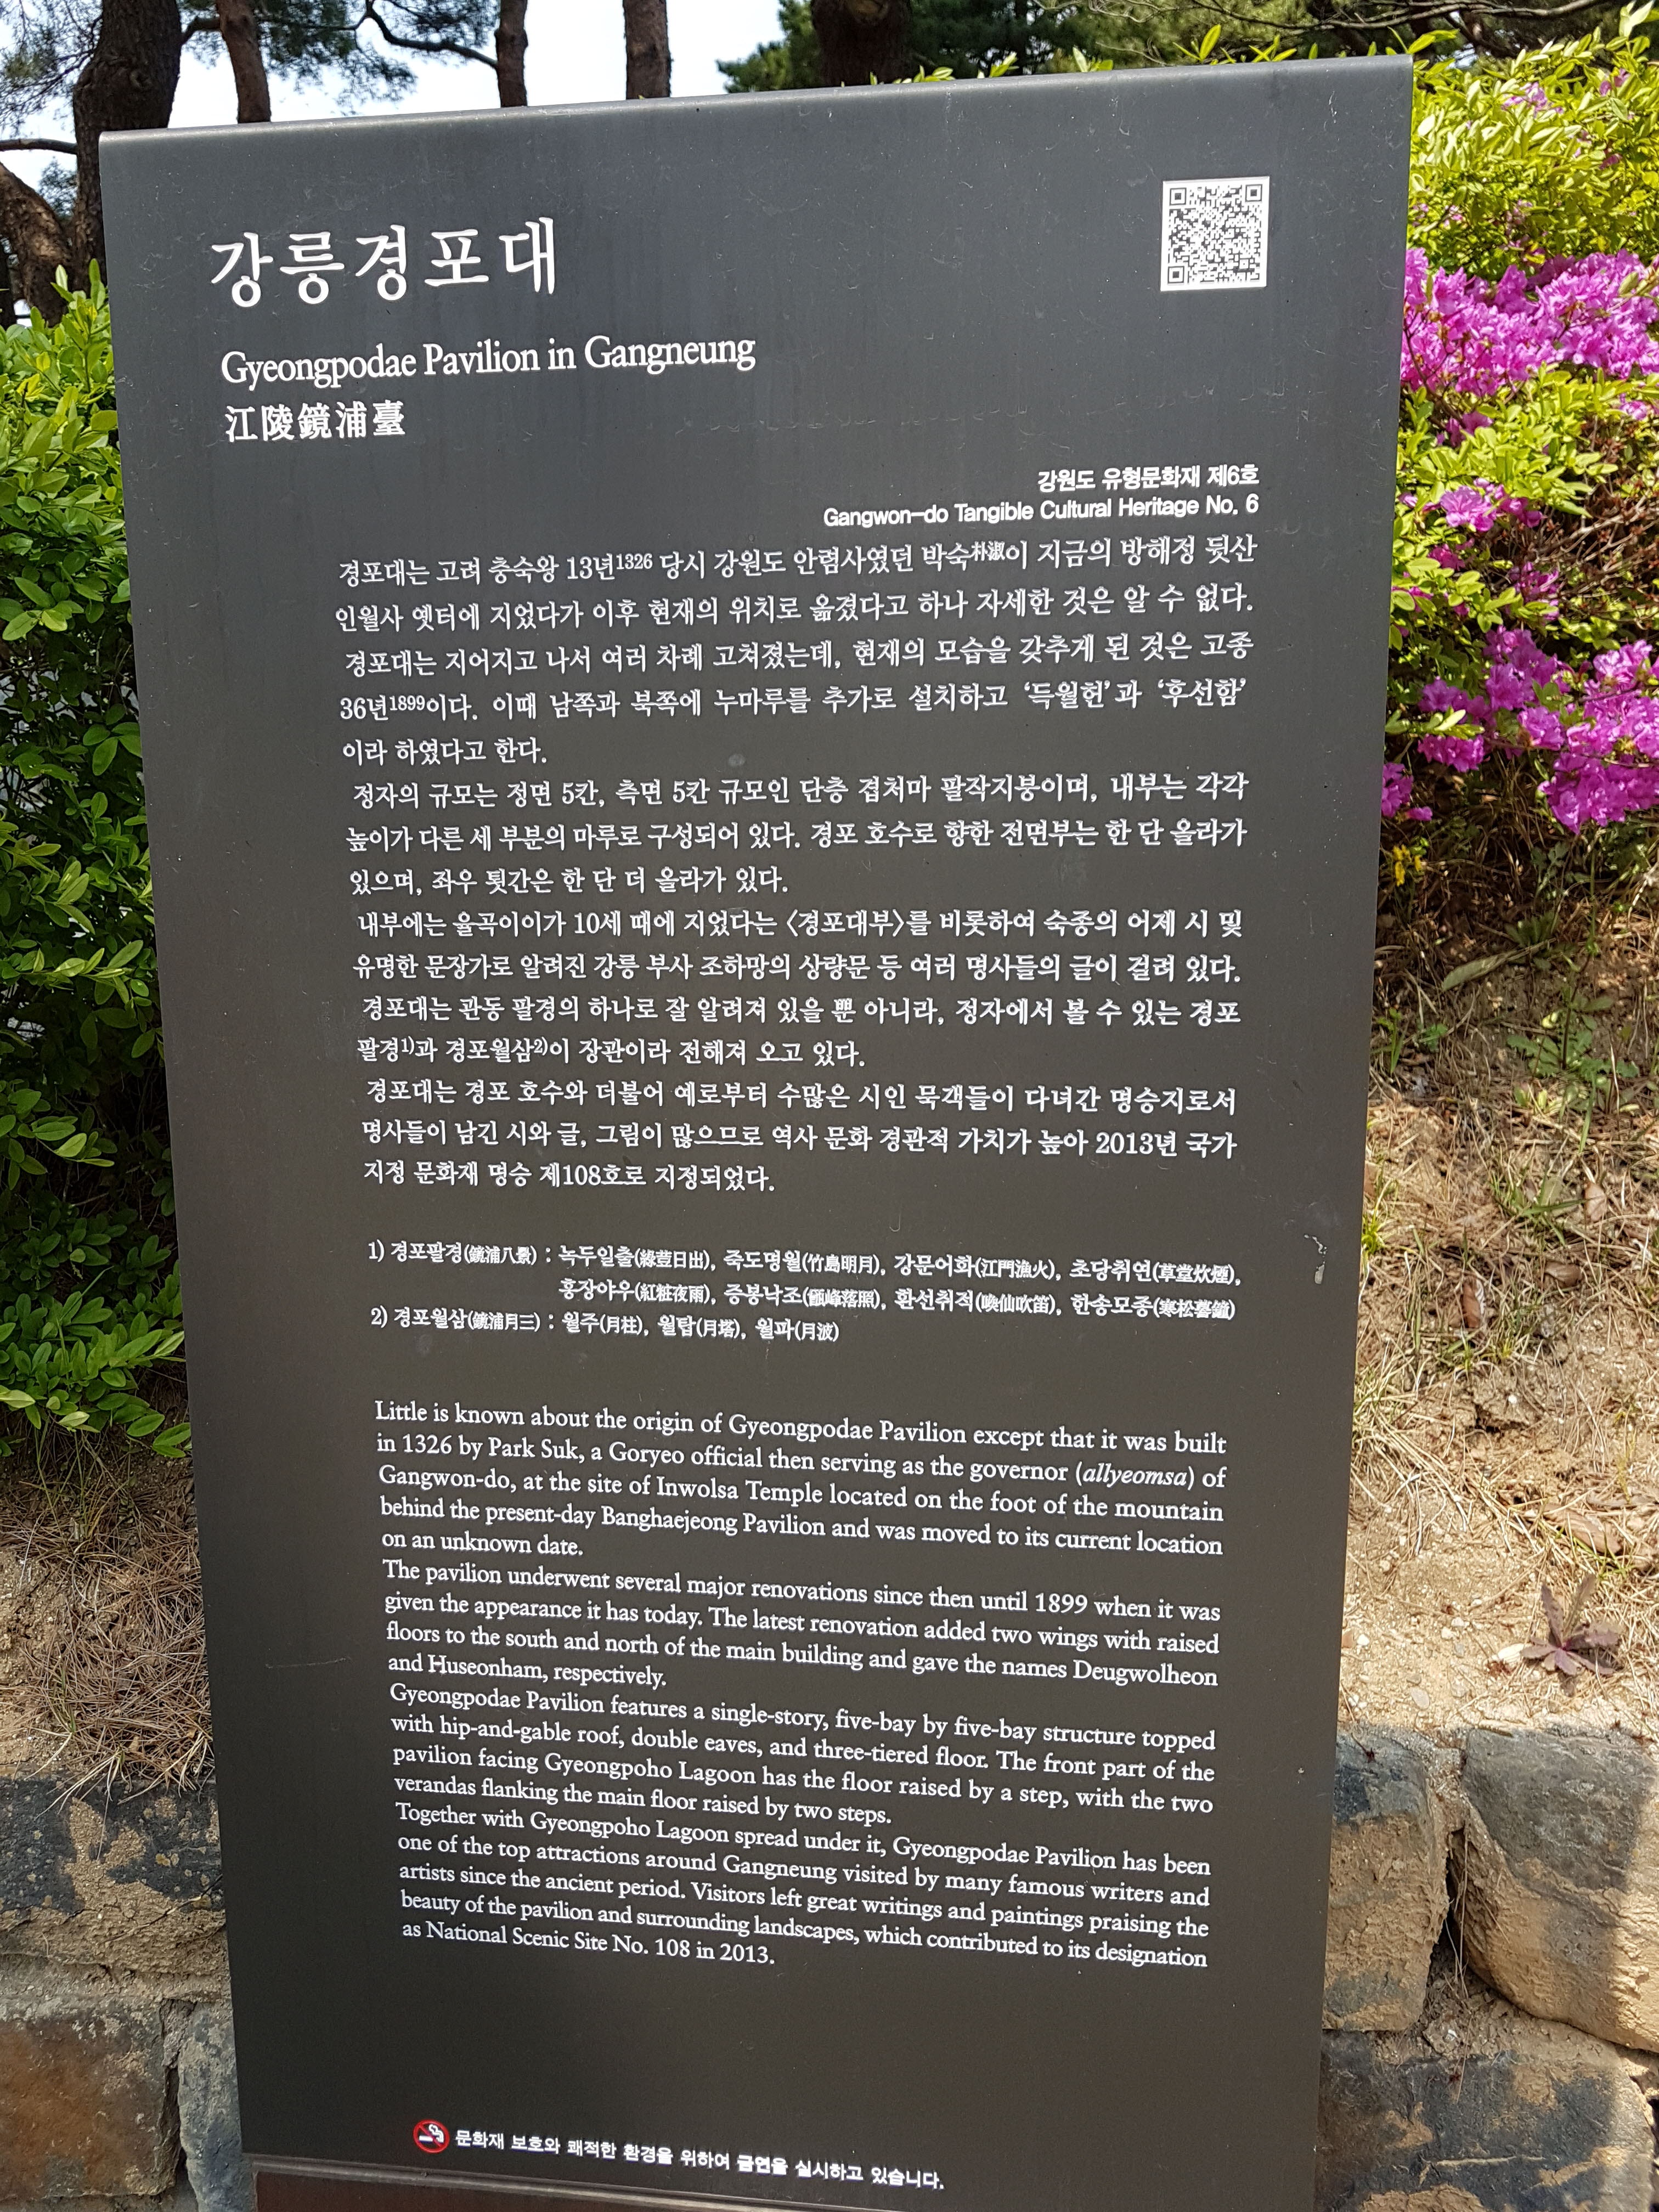 강릉경포대
Gyeongpodae Pavilion in Gangneung
江陵鏡浦臺
강원도 유형문화재 제6호
Gangwon-do Tangible Cultural Heritage No. 6
경포대는 고려 충숙왕 13년1326 당시 강원도 안렴사였던 박숙朴淑이 지금의 방해정 뒷산
인월사 옛터에 지었다가 이후 현재의 위치로 옮겼다고 하나 자세한 것은 알 수 없다.
경포대는 지어지고 나서 여러 차례 고쳐졌는데, 현재의 모습을 갖추게 된 것은 고종
36년1899이다. 이때 남쪽과 북쪽에 누마루를 추가로 설치하고 ‘득월헌’과 ‘후선함’
이라 하였다고 한다.
정자의 규모는 정면 5칸, 측면 5칸 규모인 단층 겹처마 팔작지붕이며, 내부는 각각
높이가 다른 세 부분의 마루로 구성되어 있다. 경포 호수로 향한 전면부는 한 단 올라가
있으며, 좌우 툇간은 한 단 더 올라가 있다.
내부에는 율곡이이가 10세 때에 지었다는 〈경포대부〉를 비롯하여 숙종의 어제 시 및
유명한 문장가로 알려진 강릉 부사 조하망의 상량문 등 여러 명사들의 글이 걸려 있다.
경포대는 관동 팔경의 하나로 잘 알려져 있을 뿐 아니라, 정자에서 볼 수 있는 경포
팔경1)과 경포월삼2)이 장관이라 전해져 오고 있다.
경포대는 경포 호수와 더불어 예로부터 수많은 시인 묵객들이 다녀간 명승지로서
명사들이 남긴 시와 글, 그림이 많으므로 역사 문화 경관적 가치가 높아 2013년 국가
지정 문화재 명승 제108호로 지정되었다.
1) 경포팔경(鏡浦八景) : 녹두일출(綠荳日出), 죽도명월(竹島明月), 강문어화(江門漁火), 초당취연(草堂炊煙),
홍장야우(紅粧夜雨), 증봉낙조(甑峰落照), 환선취적(喚仙吹笛), 한송모종(寒松暮鐘)
2) 경포월삼(鏡浦月三) : 월주(月柱), 월탑(月塔), 월파(月波)
Little is known about the origin of Gyeongpodae Pavilion except that it was built
in 1326 by Park Suk, a Goryeo official then serving as the governor (allyeomsa) of
Gangwon-do, at the site of Inwolsa Temple located on the foot of the mountain
behind the present-day Banghaejeong Pavilion and was moved to its current location
on an unknown date.
The pavilion underwent several major renovations since then until 1899 when it was
given the appearance it has today. The latest renovation added two wings with raised
floors to the south and north of the main building and gave the names Deugwolheon
and Huseonham, respectively.
Gyeongpodae Pavilion features a single-story, five-bay by five-bay structure topped
with hip-and-gable roof, double eaves, and three-tiered floor. The front part of the
pavilion facing Gyeongpoho Lagoon has the floor raised by a step, with the two
verandas flanking the main floor raised by two steps.
Together with Gyeongpoho Lagoon spread under it, Gyeongpodae Pavilion has been
one of the top attractions around Gangneung visited by many famous writers and
artists since the ancient period. Visitors left great writings and paintings praising the
beauty of the pavilion and surrounding landscapes, which contributed to its designation
as National Scenic Site No. 108 in 2013.
문화재 보호와 쾌적한 환경을 위하여 금연을 실시하고 있습니다.